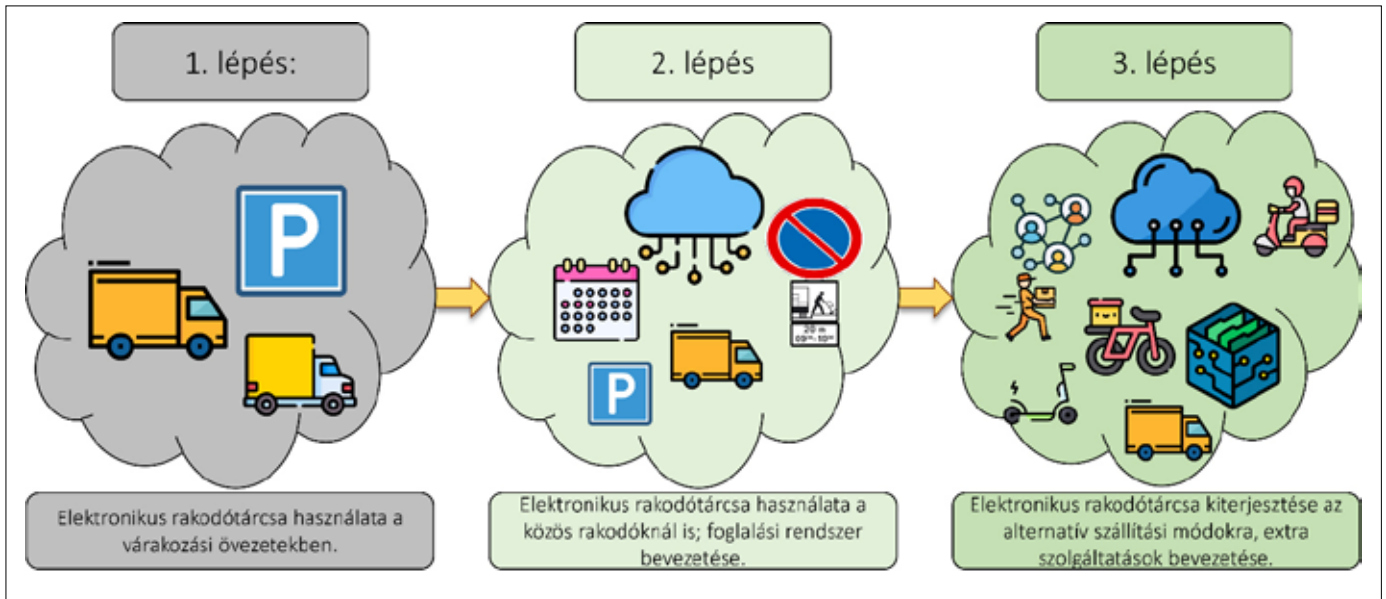 1. lépés:
2. lépés
3. lépés
P
P
20 m
Elektronikus rakodótárcsa használata a
várakozási övezetekben.
Elektronikus rakodótárcsa használata a
közös rakodóknál is; foglalási rendszer
bevezetése.
Elektronikus rakodótárcsa kiterjesztése az
alternatív szállítási módokra, extra
szolgáltatások bevezetése.